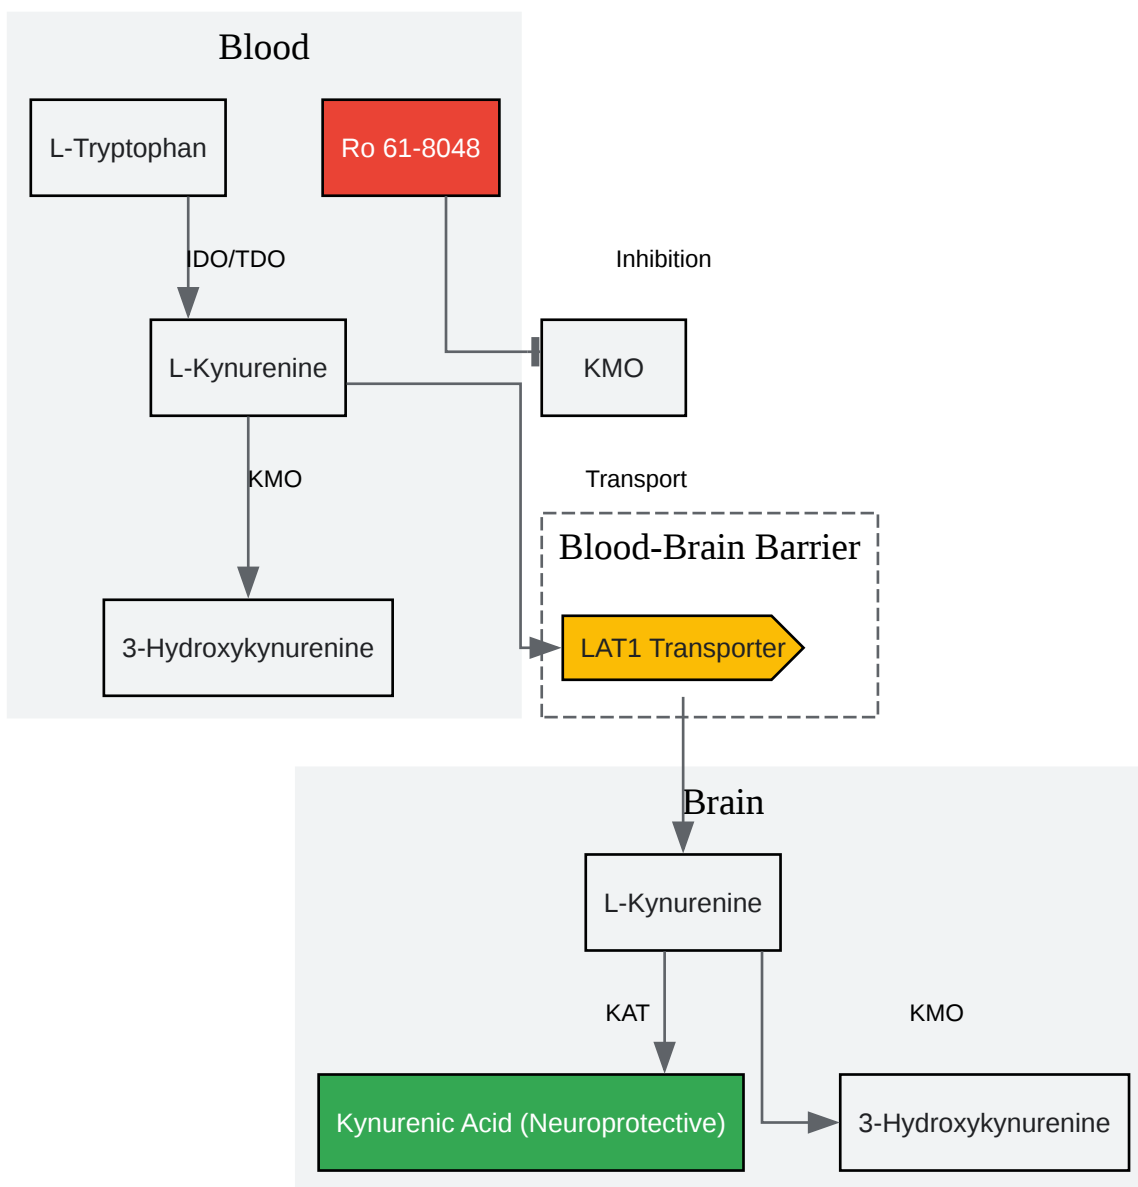 Blood
L-Tryptophan
Ro 61-8048
IDO/TDO
Inhibition
L-Kynurenine
KMO
KMO
Transport
Blood-Brain Barrier
3-Hydroxykynurenine
LAT1 Transporter
Brain
L-Kynurenine
KAT
KMO
Kynurenic Acid (Neuroprotective)
3-Hydroxykynurenine